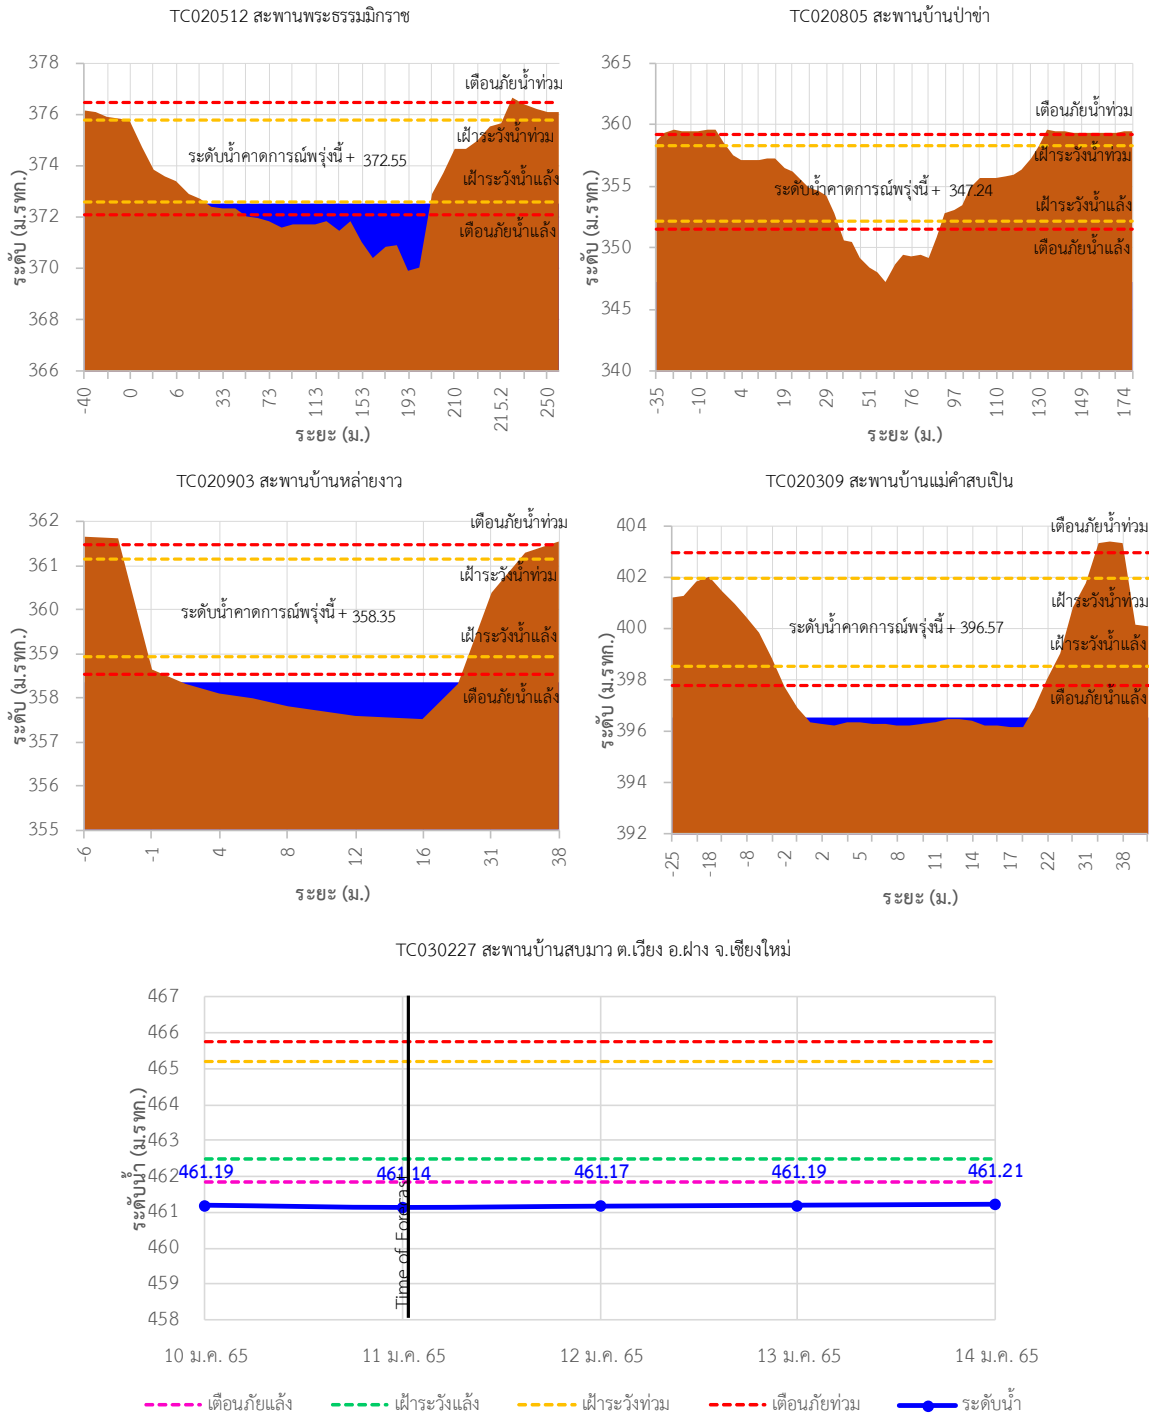 TC020512 สะพานพระธรรมมิกราช
378
376
374
372
370
368
366
ระดับ (ม.รทก.)
เตือนภัยน้ำท่วม
เฝ้าระวังน้ำท่วม
ระดับน้ำคาดการณ์พรุ่งนี้ + 372.55
เฝ้าระวังน้ำแล้ง
เตือนภัยน้ำแล้ง
-40 0 6 33 73 113 153 193 210 215.2 250
ระยะ (ม.)
TC020805 สะพานบ้านป่าข่า
365
360
355
350
345
340
ระดับ (ม.รทก.)
เตือนภัยน้ำท่วม
เฝ้าระวังน้ำท่วม
ระดับน้ำคาดการณ์พรุ่งนี้ + 347.24
เฝ้าระวังน้ำแล้ง
เตือนภัยน้ำแล้ง
-35 -10 4 19 29 51 76 97 110 130 149 174
ระยะ (ม.)
TC020903 สะพานบ้านหล่ายงาว
362
361
360
359
358
357
356
355
ระดับ (ม.รทก.)
เตือนภัยน้ำท่วม
เฝ้าระวังน้ำท่วม
ระดับน้ำคาดการณ์พรุ่งนี้ + 358.35
เฝ้าระวังน้ำแล้ง
เตือนภัยน้ำแล้ง
-6 -1 4 8 12 16 31 38
ระยะ (ม.)
TC020309 สะพานบ้านแม่คำสบเปิน
404
402
400
398
396
394
392
ระดับ (ม.รทก.)
เตือนภัยน้ำท่วม
เฝ้าระวังน้ำท่วม
ระดับน้ำคาดการณ์พรุ่งนี้ + 396.57
เฝ้าระวังน้ำแล้ง
เตือนภัยน้ำแล้ง
-25 -18 -8 -2 2 5 8 11 14 17 22 31 38
ระยะ (ม.)
TC030227 สะพานบ้านสบมาว ต.เวียง อ.ฝาง จ.เชียงใหม่
467
466
465
464
463
462
461
460
459
458
ระดับน้ำ (ม.รทก.)
461.19 461.14 461.17 461.19 461.21
Time of Forecast
10 ม.ค. 65 11 ม.ค. 65 12 ม.ค. 65 13 ม.ค. 65 14 ม.ค. 65
เตือนภัยแล้ง เฝ้าระวังแล้ง เฝ้าระวังท่วม เตือนภัยท่วม ระดับน้ำ